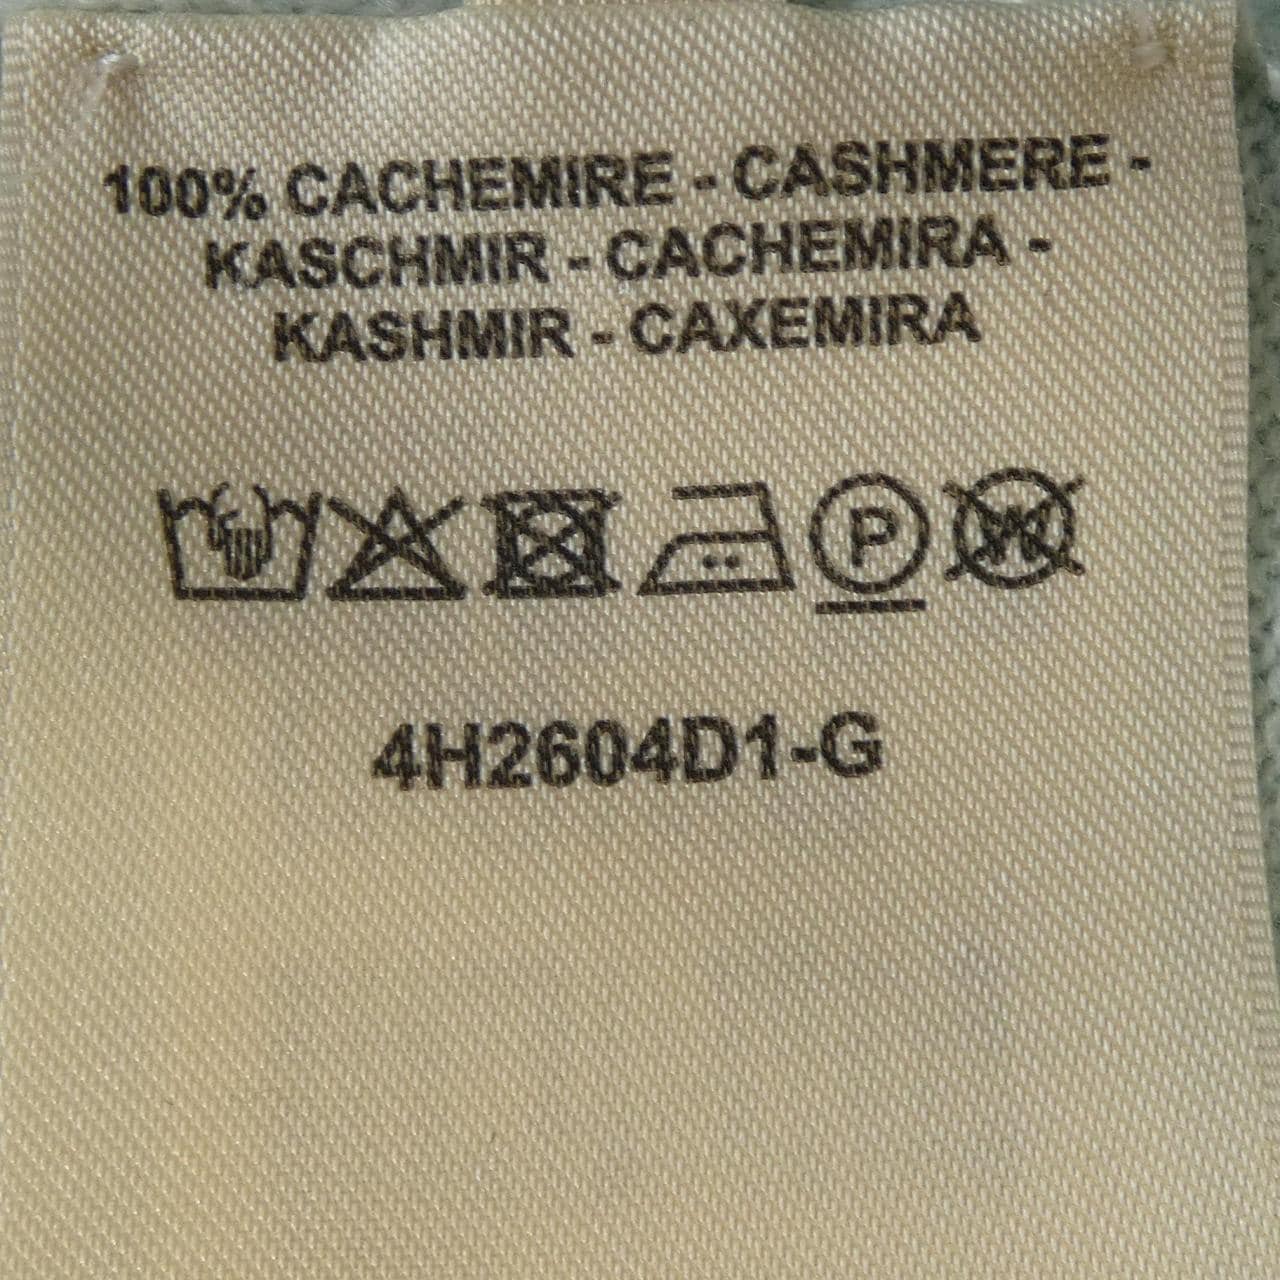 100% CACHEMIRE - CASHMERE -
KASCHMIR - CACHEMIRA -
KASHMIR - CAXEMIRA
P W
4H2604D1-G